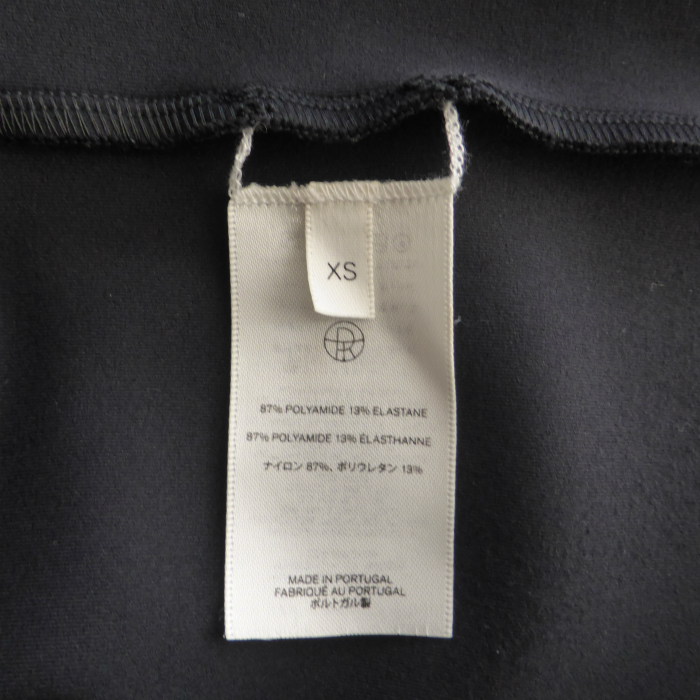 XS
87% POLYAMIDE 13% ELASTANE
87% POLYAMIDE 13% ÉLASTHANNE
ナイロン 87%、ポリウレタン 13%
MADE IN PORTUGAL
FABRIQUÉ AU PORTUGAL
ポルトガル製